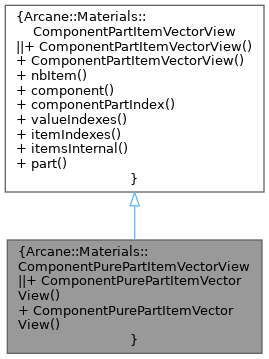 {Arcane::Materials::
ComponentPartItemVectorView
||+ ComponentPartItemVectorView()
+ ComponentPartItemVectorView()
+ nbItem()
+ component()
+ componentPartIndex()
+ valueIndexes()
+ itemIndexes()
+ itemsInternal()
+ part()
}
{Arcane::Materials::
ComponentPurePartItemVectorView
||+ ComponentPurePartItemVector
View()
+ ComponentPurePartItemVector
View()
}